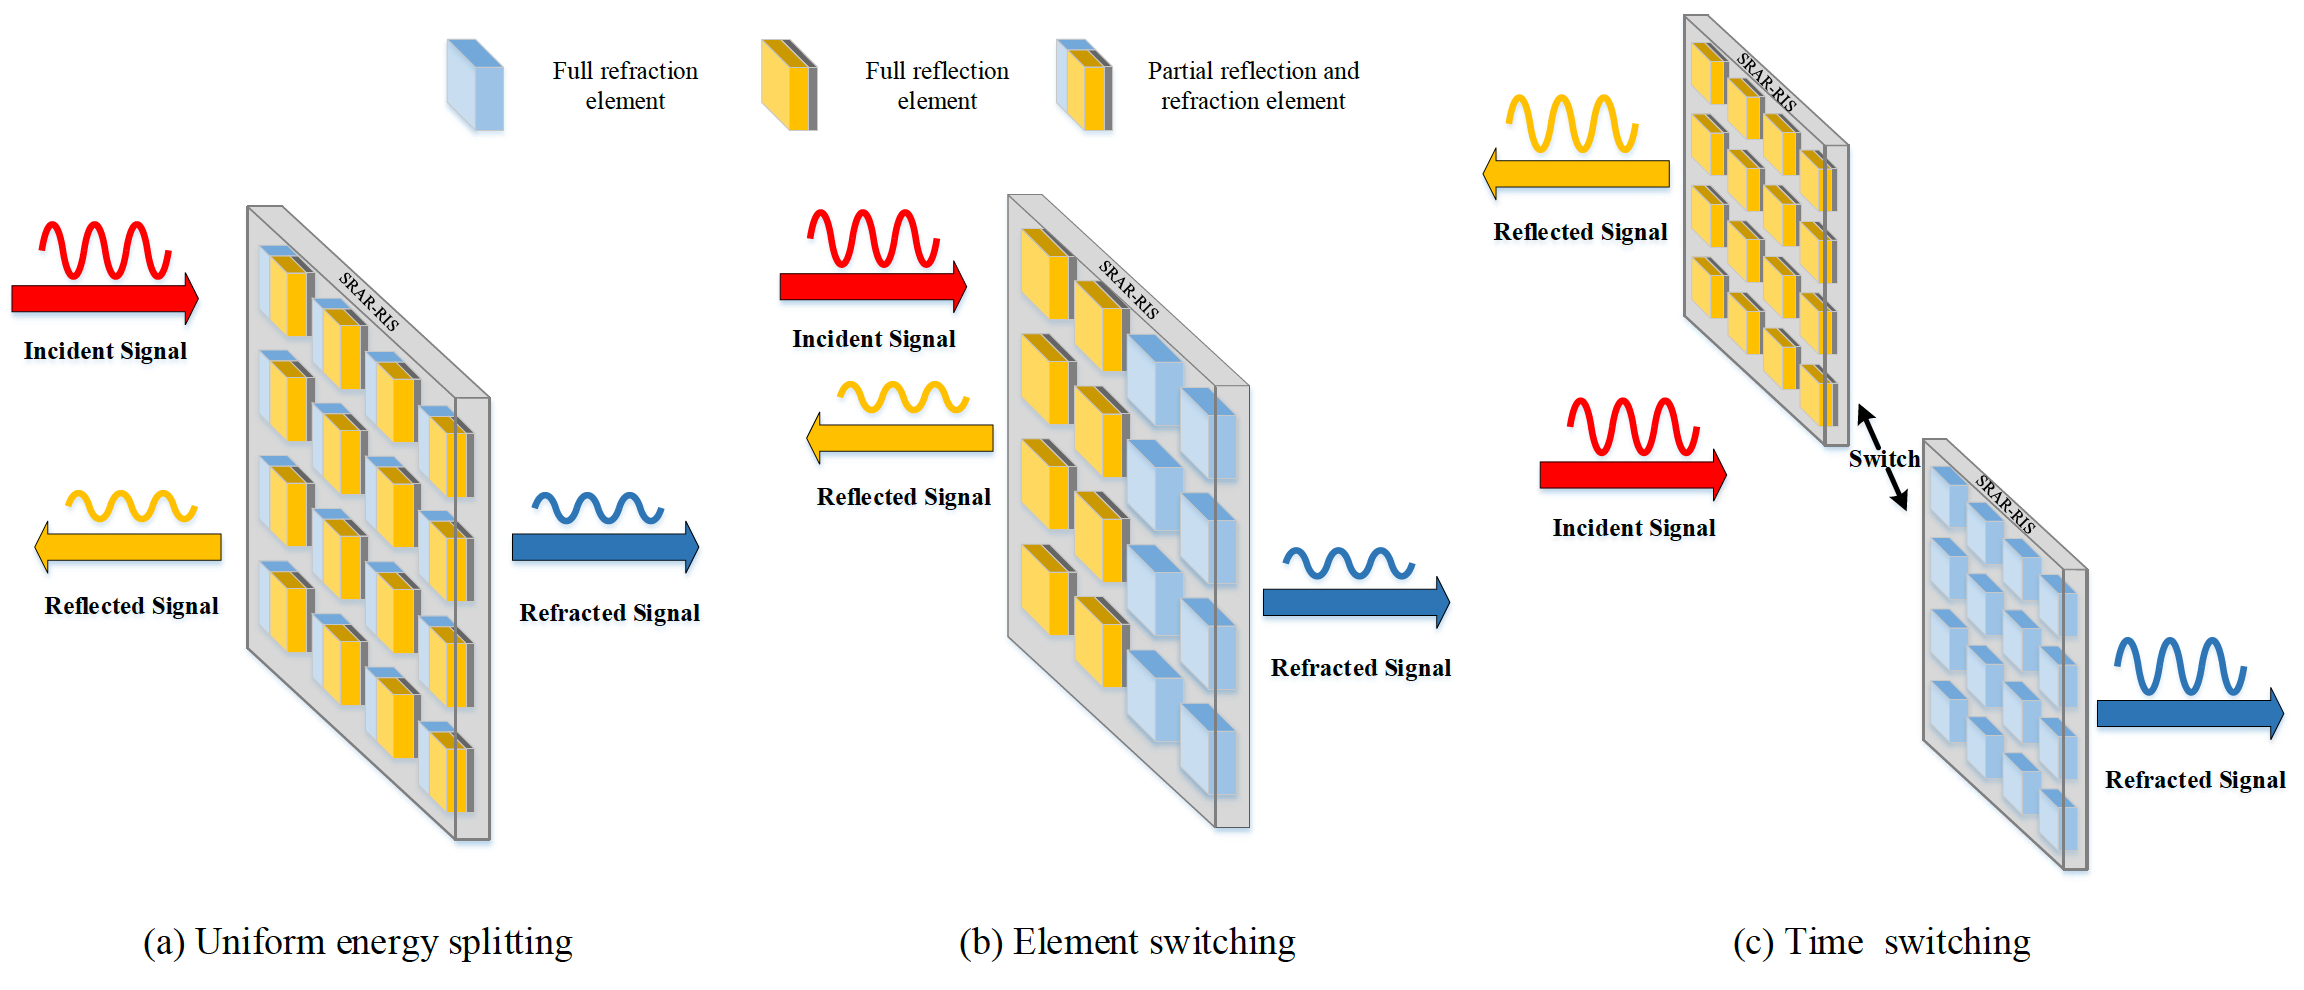 Full refraction
element
Full reflection
element
Partial reflection and
refraction element
SRAR-RIS
Incident Signal
Reflected Signal
Refracted Signal
(a) Uniform energy splitting
SRAR-RIS
Incident Signal
Reflected Signal
Refracted Signal
(b) Element switching
SRAR-RIS
Reflected Signal
Incident Signal
Switch
SRAR-RIS
Refracted Signal
(c) Time switching